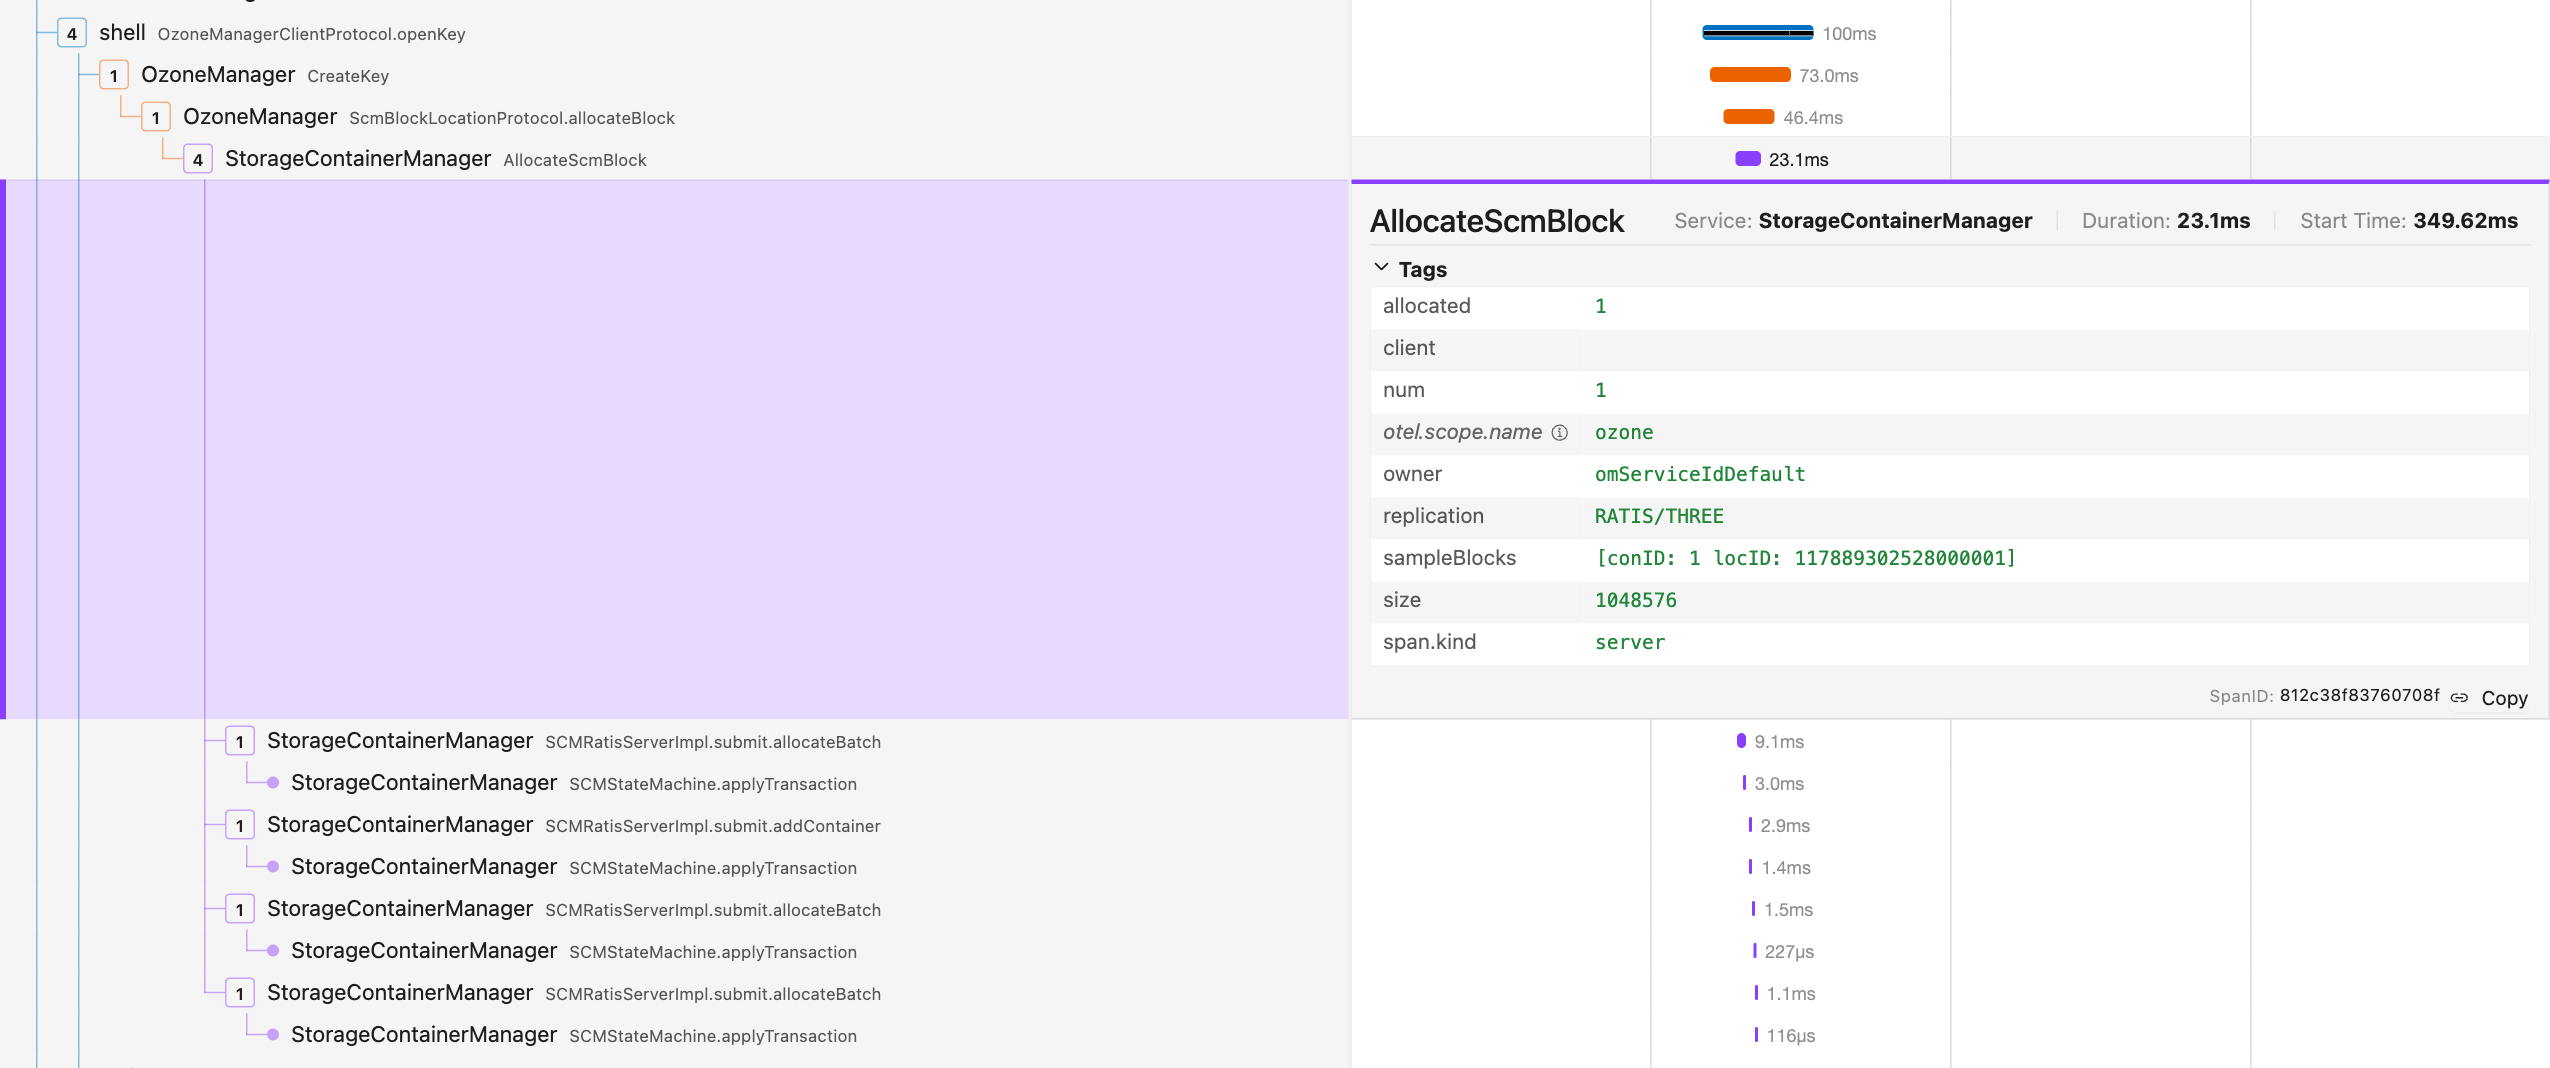 4 shell OzoneManagerClientProtocol.openKey 100ms
1 OzoneManager CreateKey 73.0ms
1 OzoneManager ScmBlockLocationProtocol.allocateBlock 46.4ms
4 StorageContainerManager AllocateScmBlock 23.1ms
AllocateScmBlock Service: StorageContainerManager Duration: 23.1ms Start Time: 349.62ms
Tags
allocated 1
client
num 1
otel.scope.name ozone
owner omServiceIdDefault
replication RATIS/THREE
sampleBlocks [conID: 1 locID: 117889302528000001]
size 1048576
span.kind server
SpanID: 812c38f83760708f Copy
1 StorageContainerManager SCMRatisServerImpl.submit.allocateBatch 9.1ms
StorageContainerManager SCMStateMachine.applyTransaction 3.0ms
1 StorageContainerManager SCMRatisServerImpl.submit.addContainer 2.9ms
StorageContainerManager SCMStateMachine.applyTransaction 1.4ms
1 StorageContainerManager SCMRatisServerImpl.submit.allocateBatch 1.5ms
StorageContainerManager SCMStateMachine.applyTransaction 227μs
1 StorageContainerManager SCMRatisServerImpl.submit.allocateBatch 1.1ms
StorageContainerManager SCMStateMachine.applyTransaction 116μs